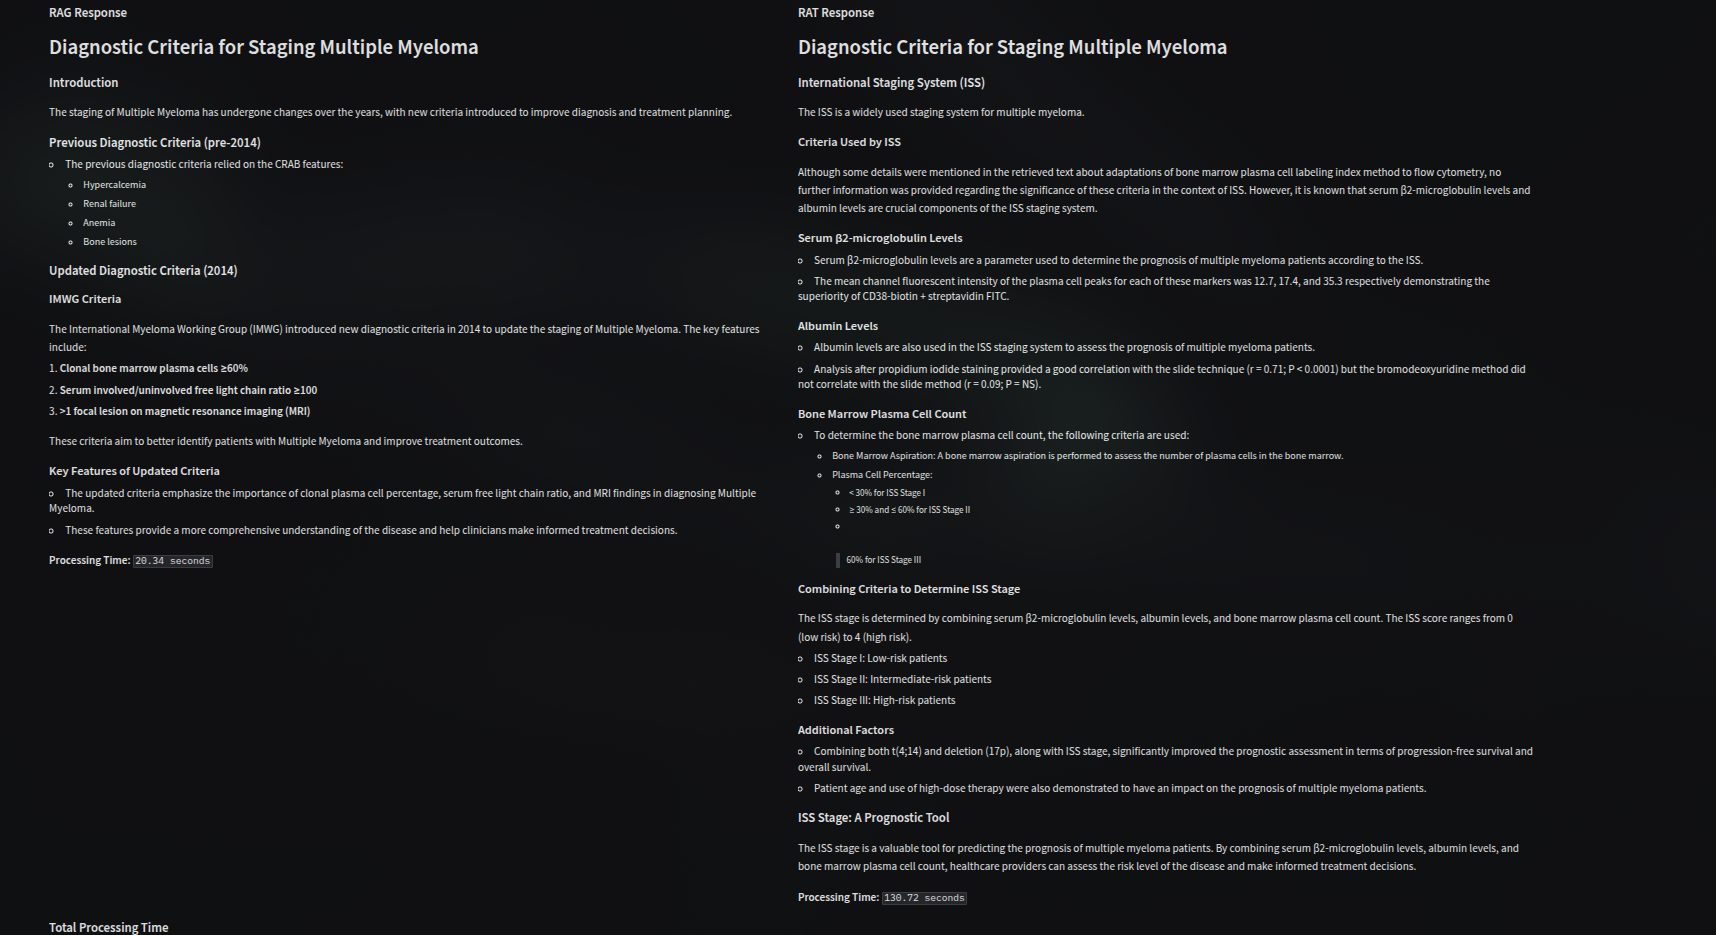 RAG Response
Diagnostic Criteria for Staging Multiple Myeloma
Introduction
The staging of Multiple Myeloma has undergone changes over the years, with new criteria introduced to improve diagnosis and treatment planning.
Previous Diagnostic Criteria (pre-2014)
The previous diagnostic criteria relied on the CRAB features:
Hypercalcemia
Renal failure
Anemia
Bone lesions
Updated Diagnostic Criteria (2014)
IMWG Criteria
The International Myeloma Working Group (IMWG) introduced new diagnostic criteria in 2014 to update the staging of Multiple Myeloma. The key features
include:
1. Clonal bone marrow plasma cells ≥60%
2. Serum involved/uninvolved free light chain ratio ≥100
3. >1 focal lesion on magnetic resonance imaging (MRI)
These criteria aim to better identify patients with Multiple Myeloma and improve treatment outcomes.
Key Features of Updated Criteria
The updated criteria emphasize the importance of clonal plasma cell percentage, serum free light chain ratio, and MRI findings in diagnosing Multiple
Myeloma.
These features provide a more comprehensive understanding of the disease and help clinicians make informed treatment decisions.
Processing Time: 20.34 seconds
RAT Response
Diagnostic Criteria for Staging Multiple Myeloma
International Staging System (ISS)
The ISS is a widely used staging system for multiple myeloma.
Criteria Used by ISS
Although some details were mentioned in the retrieved text about adaptations of bone marrow plasma cell labeling index method to flow cytometry, no
further information was provided regarding the significance of these criteria in the context of ISS. However, it is known that serum β2-microglobulin levels and
albumin levels are crucial components of the ISS staging system.
Serum β2-microglobulin Levels
Serum β2-microglobulin levels are a parameter used to determine the prognosis of multiple myeloma patients according to the ISS.
The mean channel fluorescent intensity of the plasma cell peaks for each of these markers was 12.7, 17.4, and 35.3 respectively demonstrating the
superiority of CD38-biotin + streptavidin FITC.
Albumin Levels
Albumin levels are also used in the ISS staging system to assess the prognosis of multiple myeloma patients.
Analysis after propidium iodide staining provided a good correlation with the slide technique (r = 0.71; P < 0.0001) but the bromodeoxyuridine method did
not correlate with the slide method (r = 0.09; P = NS).
Bone Marrow Plasma Cell Count
To determine the bone marrow plasma cell count, the following criteria are used:
Bone Marrow Aspiration: A bone marrow aspiration is performed to assess the number of plasma cells in the bone marrow.
Plasma Cell Percentage:
< 30% for ISS Stage I
≥ 30% and ≤ 60% for ISS Stage II
60% for ISS Stage III
Combining Criteria to Determine ISS Stage
The ISS stage is determined by combining serum β2-microglobulin levels, albumin levels, and bone marrow plasma cell count. The ISS score ranges from 0
(low risk) to 4 (high risk).
ISS Stage I: Low-risk patients
ISS Stage II: Intermediate-risk patients
ISS Stage III: High-risk patients
Additional Factors
Combining both t(4;14) and deletion (17p), along with ISS stage, significantly improved the prognostic assessment in terms of progression-free survival and
overall survival.
Patient age and use of high-dose therapy were also demonstrated to have an impact on the prognosis of multiple myeloma patients.
ISS Stage: A Prognostic Tool
The ISS stage is a valuable tool for predicting the prognosis of multiple myeloma patients. By combining serum β2-microglobulin levels, albumin levels, and
bone marrow plasma cell count, healthcare providers can assess the risk level of the disease and make informed treatment decisions.
Processing Time: 130.72 seconds
Total Processing Time